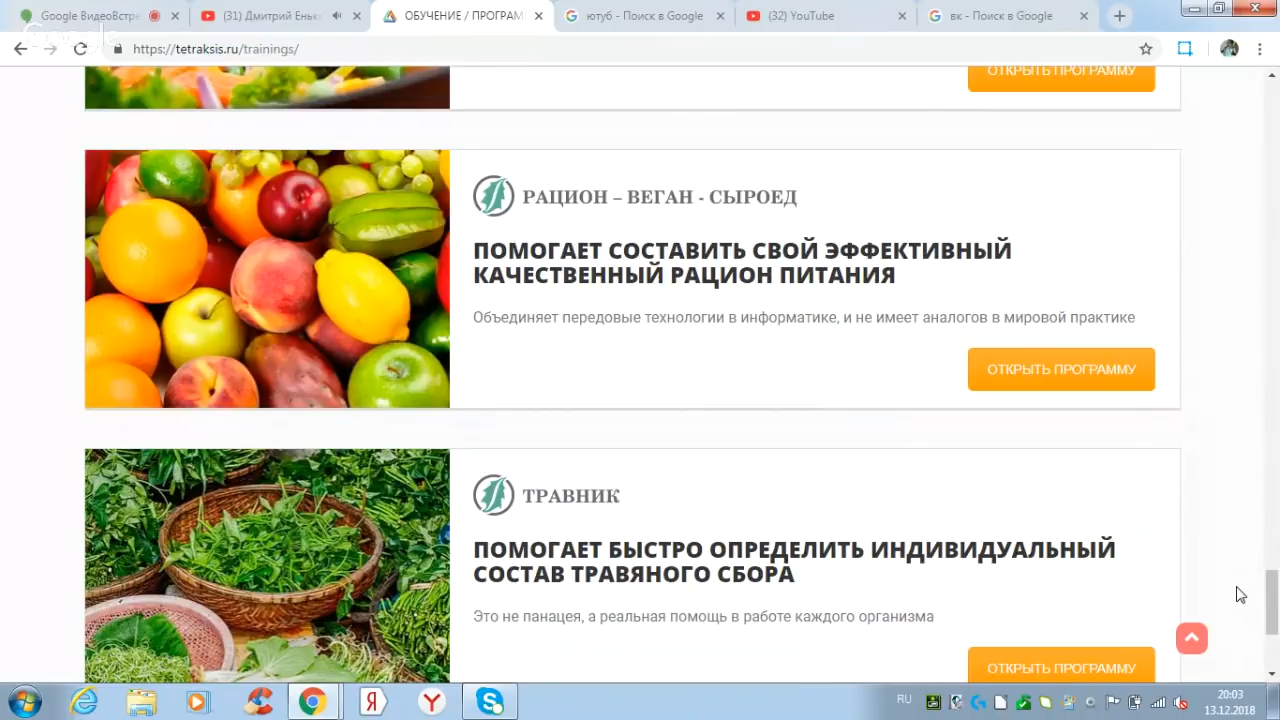 Google ВидеоВстре
(31) Дмитрий Енька
ОБУЧЕНИЕ / ПРОГРАМ
ютуб - Поиск в Google
(32) YouTube
вк - Поиск в Google
https://tetraksis.ru/trainings/
ОТКРЫТЬ ПРОГРАММУ
РАЦИОН – ВЕГАН - СЫРОЕД
ПОМОГАЕТ СОСТАВИТЬ СВОЙ ЭФФЕКТИВНЫЙ
КАЧЕСТВЕННЫЙ РАЦИОН ПИТАНИЯ
Объединяет передовые технологии в информатике, и не имеет аналогов в мировой практике
ОТКРЫТЬ ПРОГРАММУ
ТРАВНИК
ПОМОГАЕТ БЫСТРО ОПРЕДЕЛИТЬ ИНДИВИДУАЛЬНЫЙ
СОСТАВ ТРАВЯНОГО СБОРА
Это не панацея, а реальная помощь в работе каждого организма
ОТКРЫТЬ ПРОГРАММУ
RU
20:03
13.12.2018